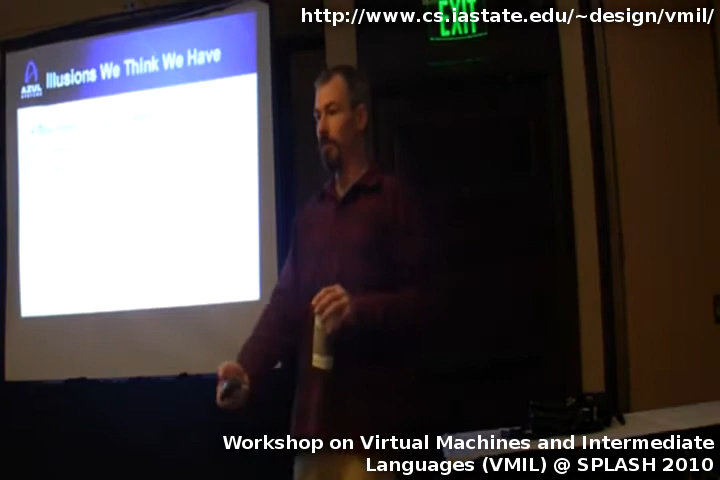 http://www.cs.iastate.edu/~design/vmil/
EXIT
AZUL
SYSTEMS
Illusions We Think We Have
Workshop on Virtual Machines and Intermediate
Languages (VMIL) @ SPLASH 2010